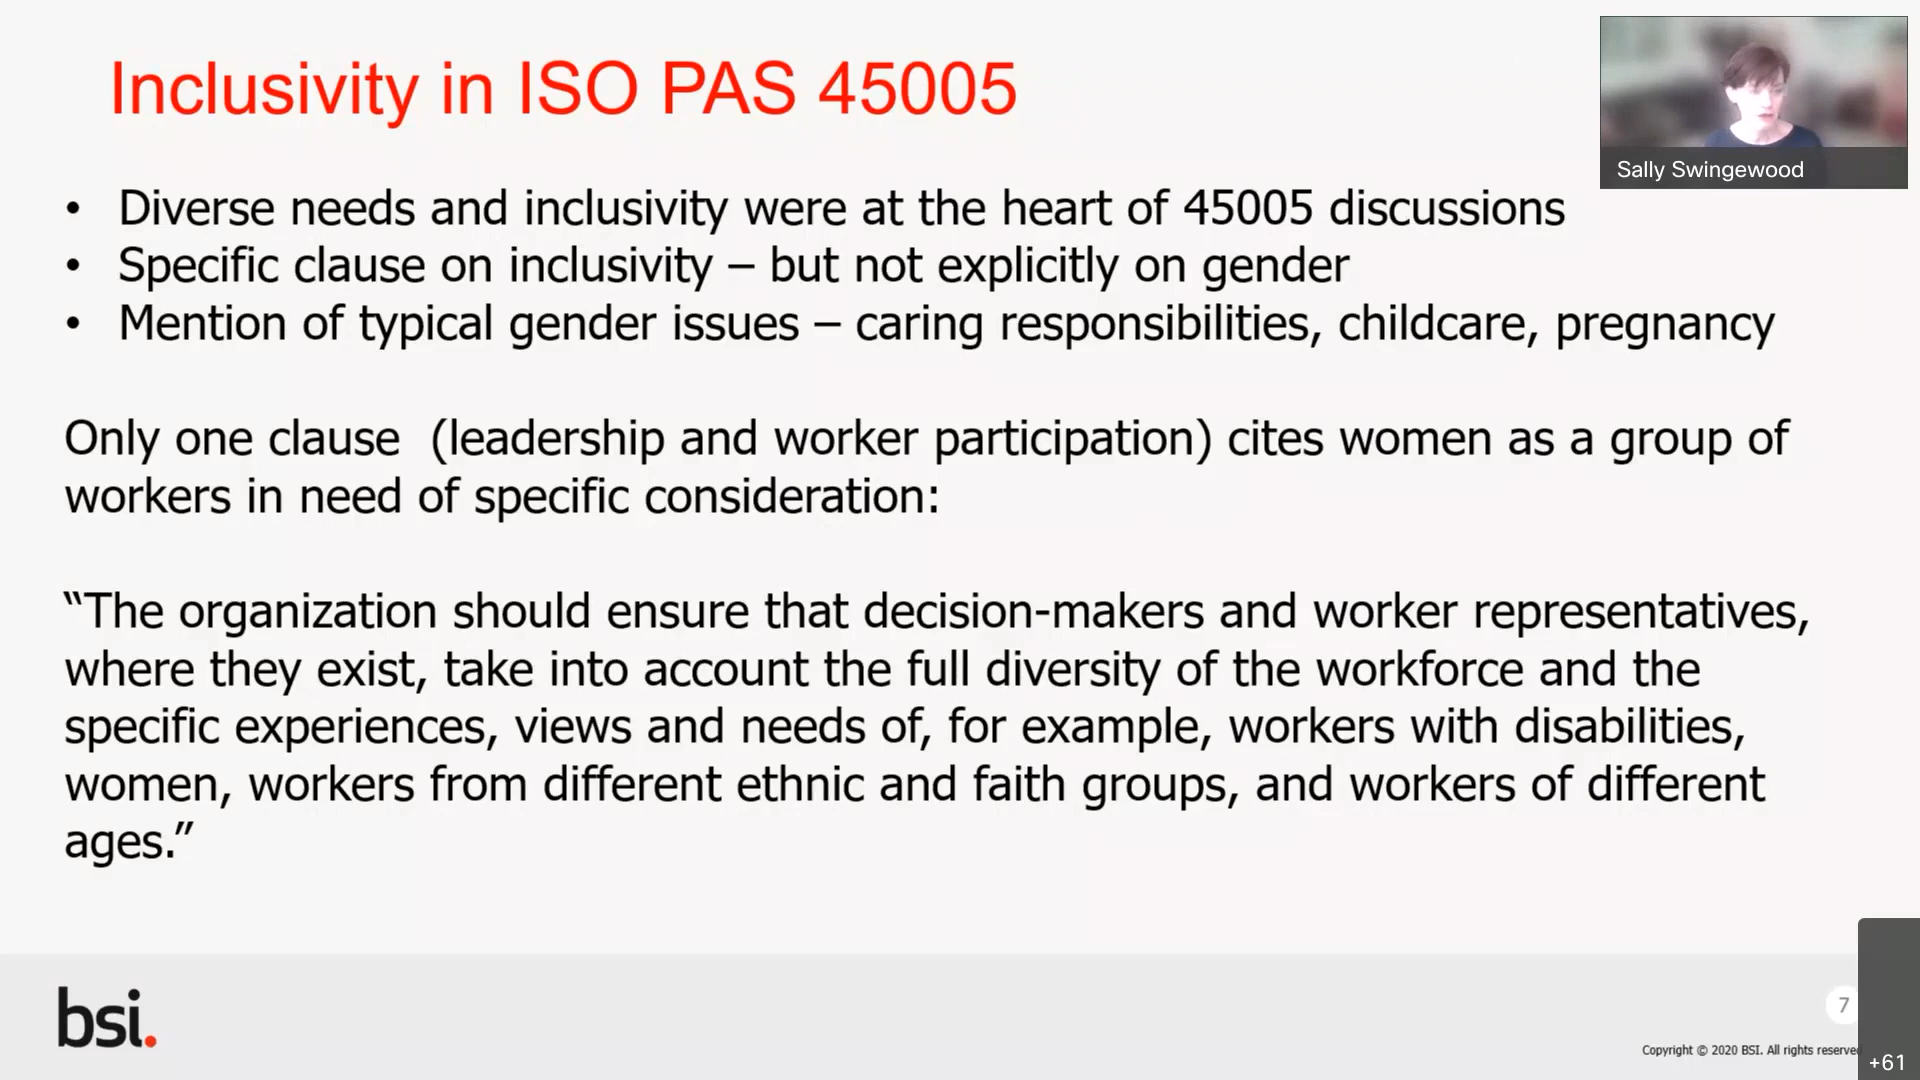 Inclusivity in ISO PAS 45005
Sally Swingewood
• Diverse needs and inclusivity were at the heart of 45005 discussions
• Specific clause on inclusivity – but not explicitly on gender
• Mention of typical gender issues – caring responsibilities, childcare, pregnancy
Only one clause  (leadership and worker participation) cites women as a group of
workers in need of specific consideration:
“The organization should ensure that decision-makers and worker representatives,
where they exist, take into account the full diversity of the workforce and the
specific experiences, views and needs of, for example, workers with disabilities,
women, workers from different ethnic and faith groups, and workers of different
ages.”
bsi.
7
Copyright © 2020 BSI. All rights reserve
+61